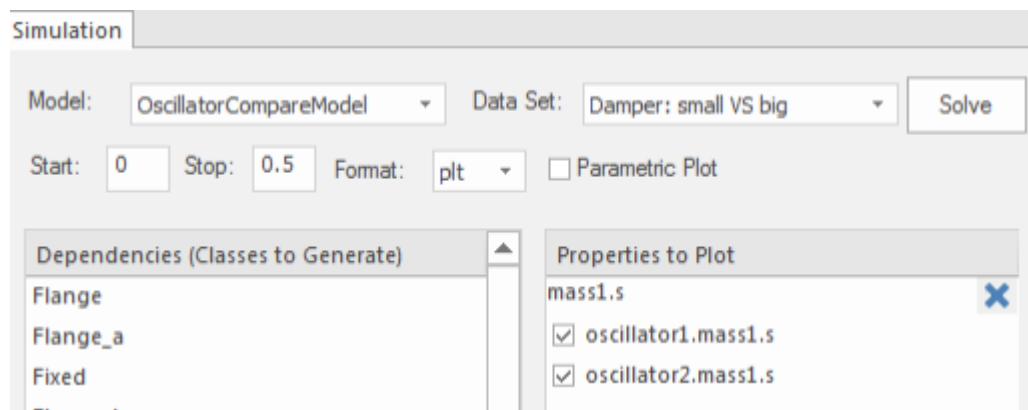 Simulation
Model: OscillatorCompareModel Data Set: Damper: small VS big Solve
Start: 0 Stop: 0.5 Format: plt Parametric Plot
Dependencies (Classes to Generate) Properties to Plot
Flange mass1.s
Flange_a oscillator1.mass1.s
Fixed oscillator2.mass1.s